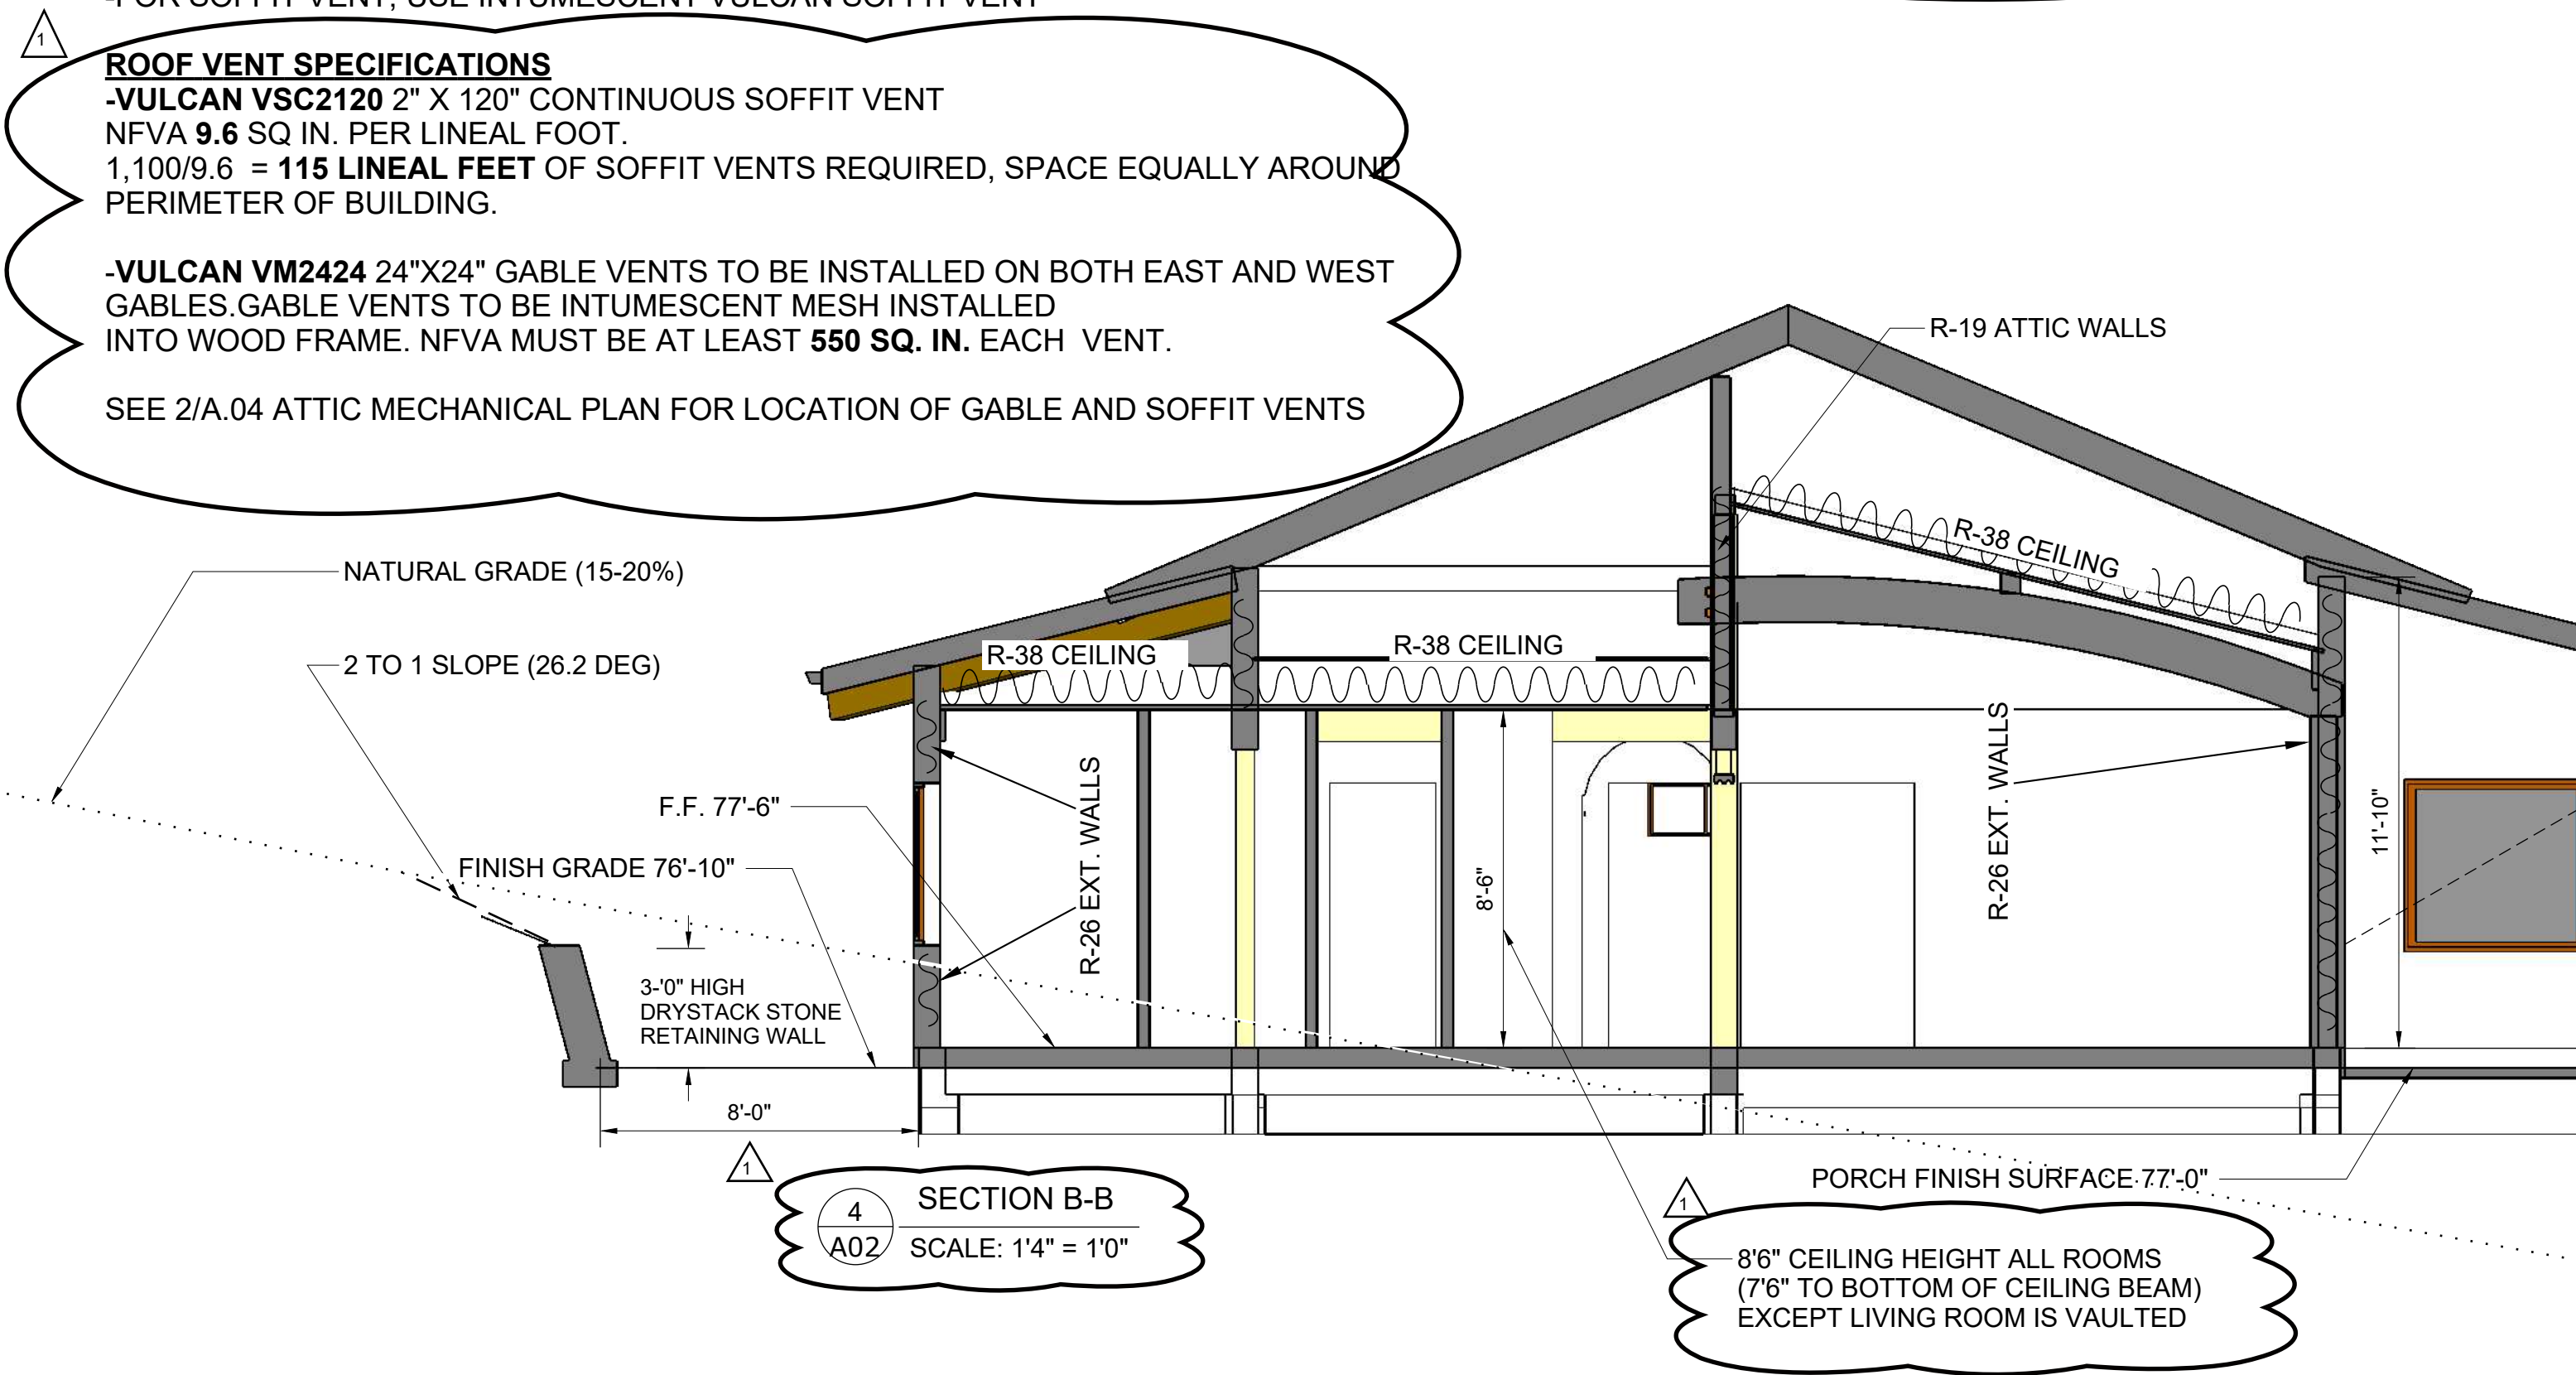 -FOR SOFFIT VENT, USE INTUMESCENT VULCAN SOFFIT VENT
1
ROOF VENT SPECIFICATIONS
-VULCAN VSC2120 2" X 120" CONTINUOUS SOFFIT VENT
NFVA 9.6 SQ IN. PER LINEAL FOOT.
1,100/9.6 = 115 LINEAL FEET OF SOFFIT VENTS REQUIRED, SPACE EQUALLY AROUND
PERIMETER OF BUILDING.
-VULCAN VM2424 24"X24" GABLE VENTS TO BE INSTALLED ON BOTH EAST AND WEST
GABLES.GABLE VENTS TO BE INTUMESCENT MESH INSTALLED
INTO WOOD FRAME. NFVA MUST BE AT LEAST 550 SQ. IN. EACH VENT.
SEE 2/A.04 ATTIC MECHANICAL PLAN FOR LOCATION OF GABLE AND SOFFIT VENTS
R-19 ATTIC WALLS
R-38 CEILING
NATURAL GRADE (15-20%)
2 TO 1 SLOPE (26.2 DEG)
R-38 CEILING
R-38 CEILING
F.F. 77'-6"
FINISH GRADE 76'-10"
R-26 EXT. WALLS
8'-6"
R-26 EXT. WALLS
11'-10"
3-'0" HIGH
DRYSTACK STONE
RETAINING WALL
8'-0"
1
4
A02
SECTION B-B
SCALE: 1'4" = 1'0"
PORCH FINISH SURFACE 77'-0"
1
8'6" CEILING HEIGHT ALL ROOMS
(7'6" TO BOTTOM OF CEILING BEAM)
EXCEPT LIVING ROOM IS VAULTED